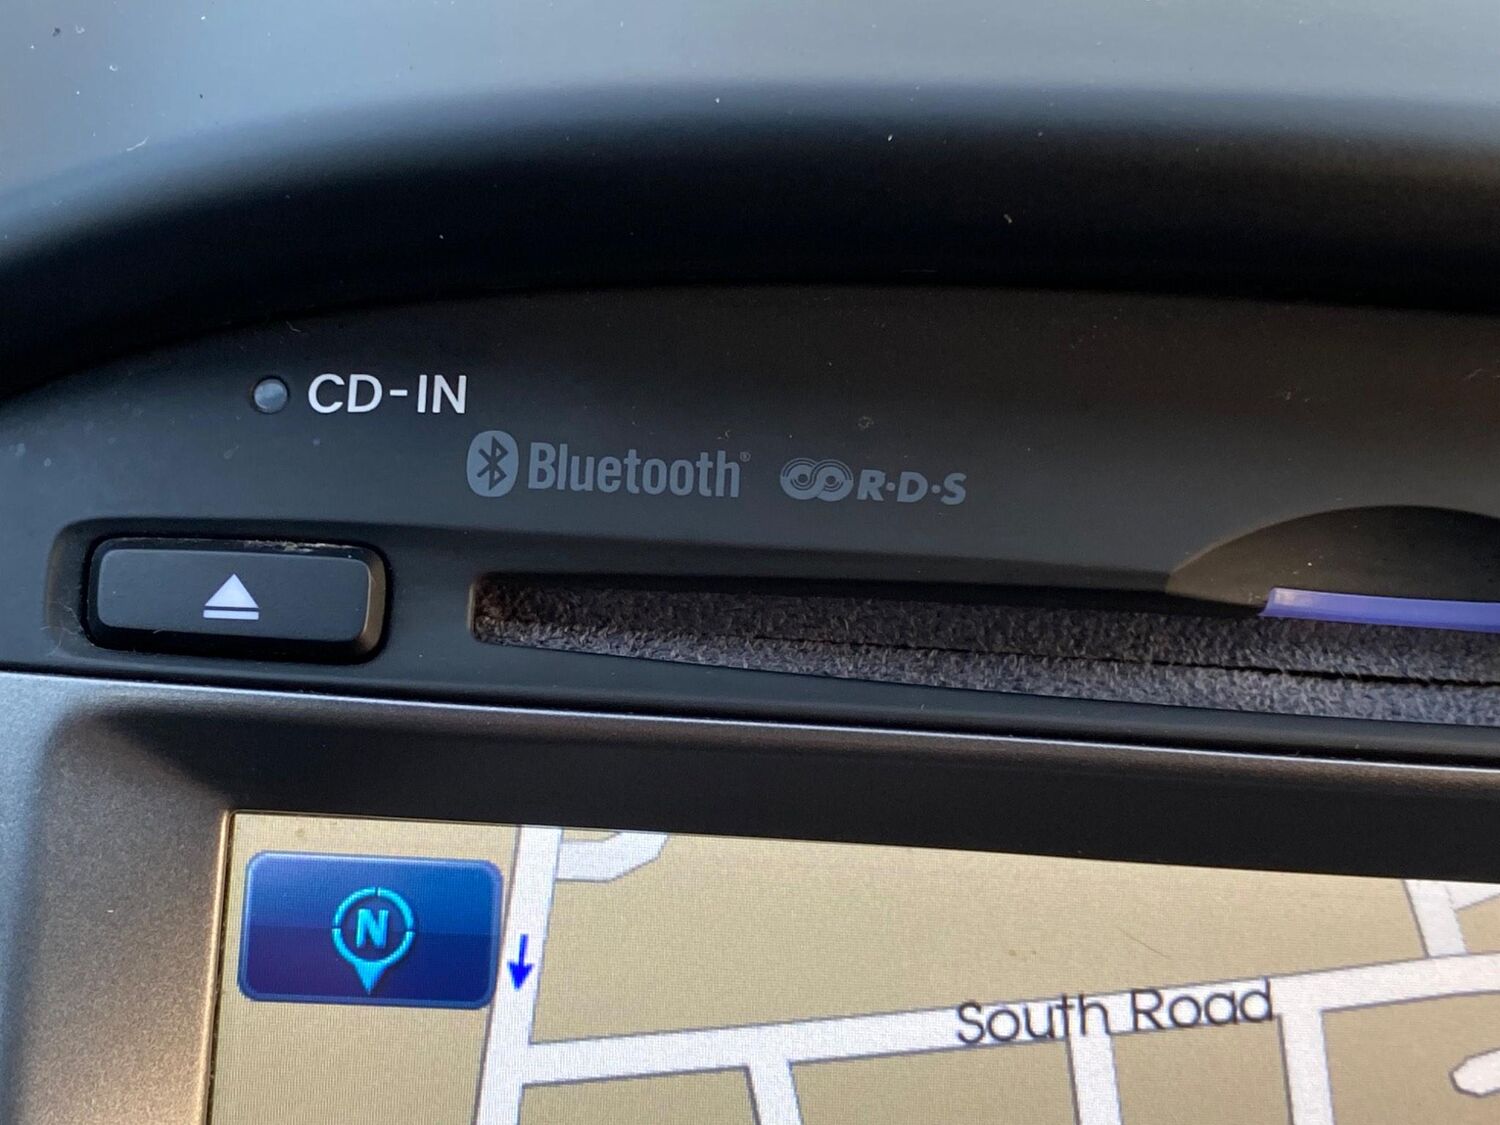 CD-IN
Bluetooth®
R·D·S
N
South Road